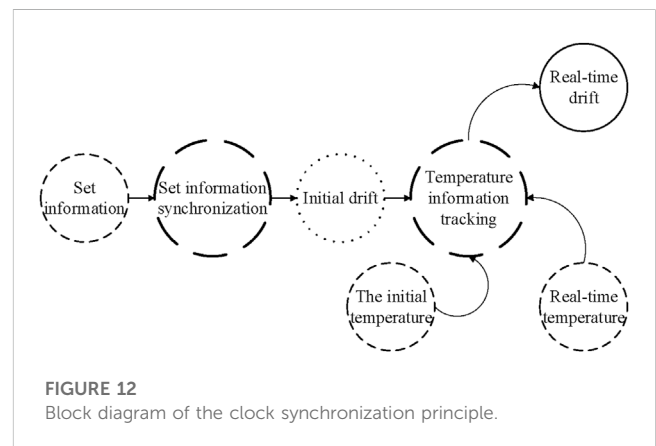 Real-time
drift
Set
information
Set information
synchronization
Initial drift
Temperature
information
tracking
The initial
temperature
Real-time
temperature
FIGURE 12
Block diagram of the clock synchronization principle.